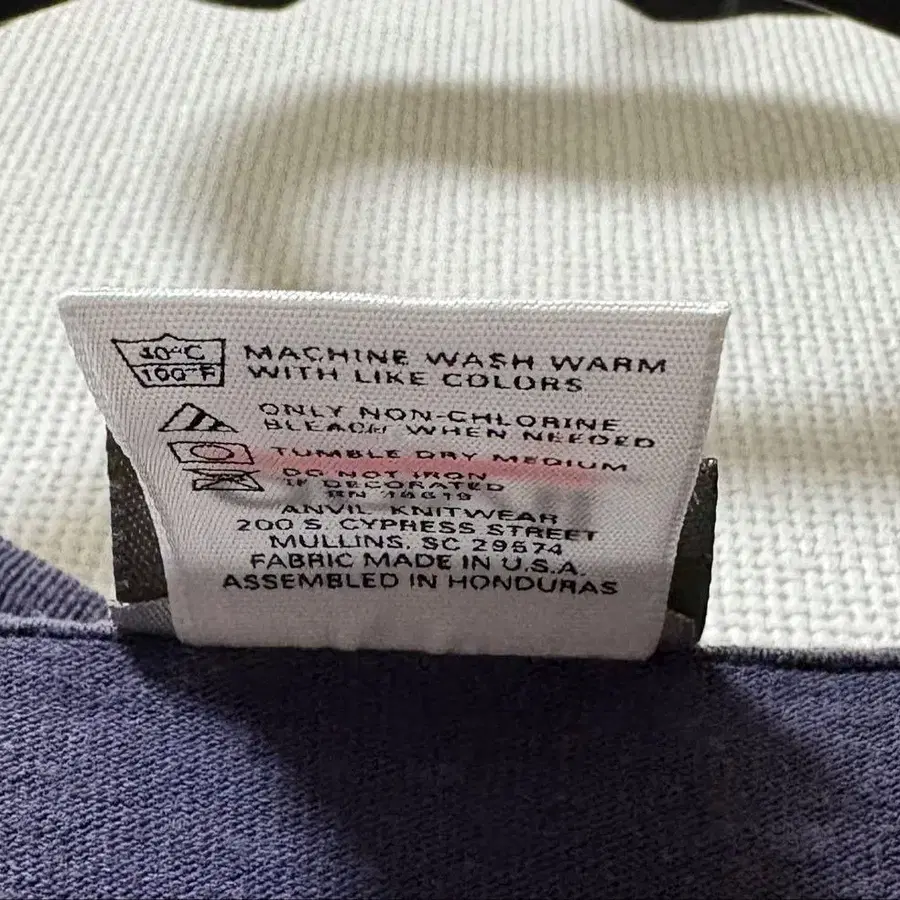 40°C
100°F
MACHINE WASH WARM
WITH LIKE COLORS
ONLY NON-CHLORINE
BLEACH WHEN NEEDED
TUMBLE DRY MEDIUM
DO NOT IRON
IF DECORATED
RN
ANVIL KNITWEAR
200 S. CYPRESS STREET
MULLINS, SC 29574
FABRIC MADE IN U.S.A.
ASSEMBLED IN HONDURAS